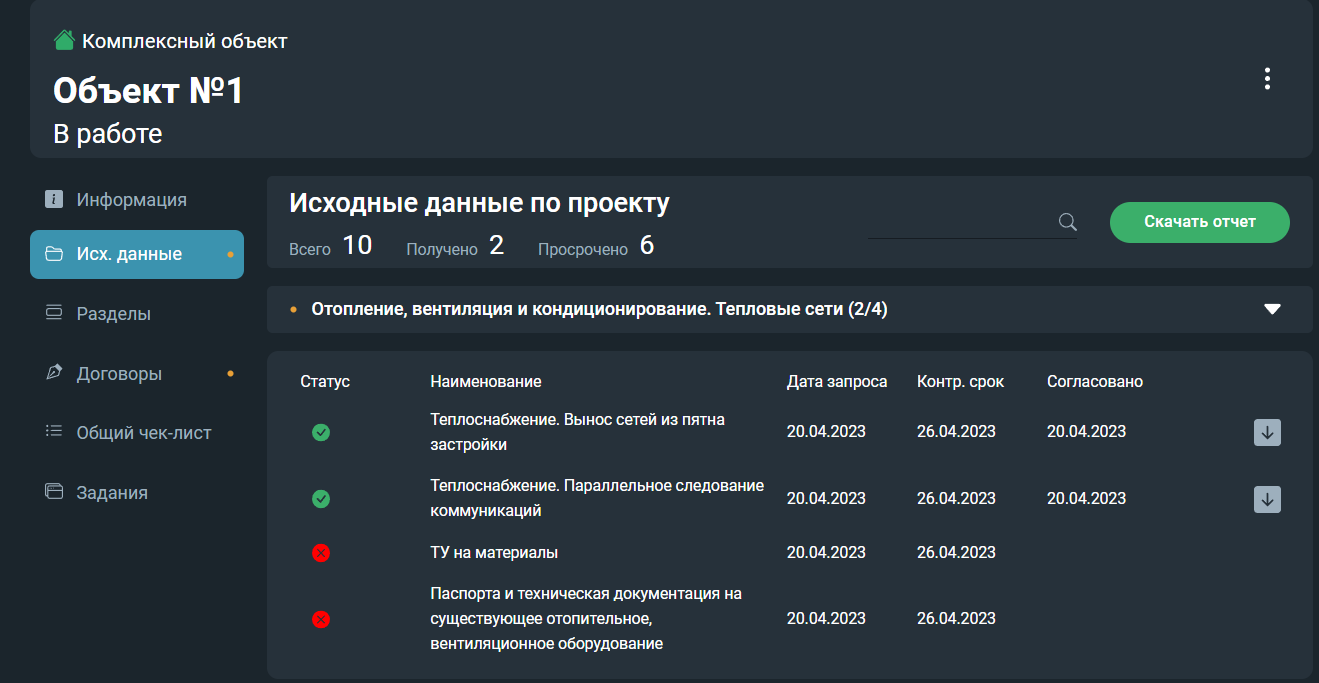 Комплексный объект
Объект №1
В работе
Информация
Исх. данные
Разделы
Договоры
Общий чек-лист
Задания
Исходные данные по проекту
Всего 10 Получено 2 Просрочено 6
Скачать отчет
Отопление, вентиляция и кондиционирование. Тепловые сети (2/4)
Статус Наименование Дата запроса Контр. срок Согласовано
Теплоснабжение. Вынос сетей из пятна
застройки
20.04.2023 26.04.2023 20.04.2023
Теплоснабжение. Параллельное следование
коммуникаций
20.04.2023 26.04.2023 20.04.2023
ТУ на материалы 20.04.2023 26.04.2023
Паспорта и техническая документация на
существующее отопительное,
вентиляционное оборудование
20.04.2023 26.04.2023